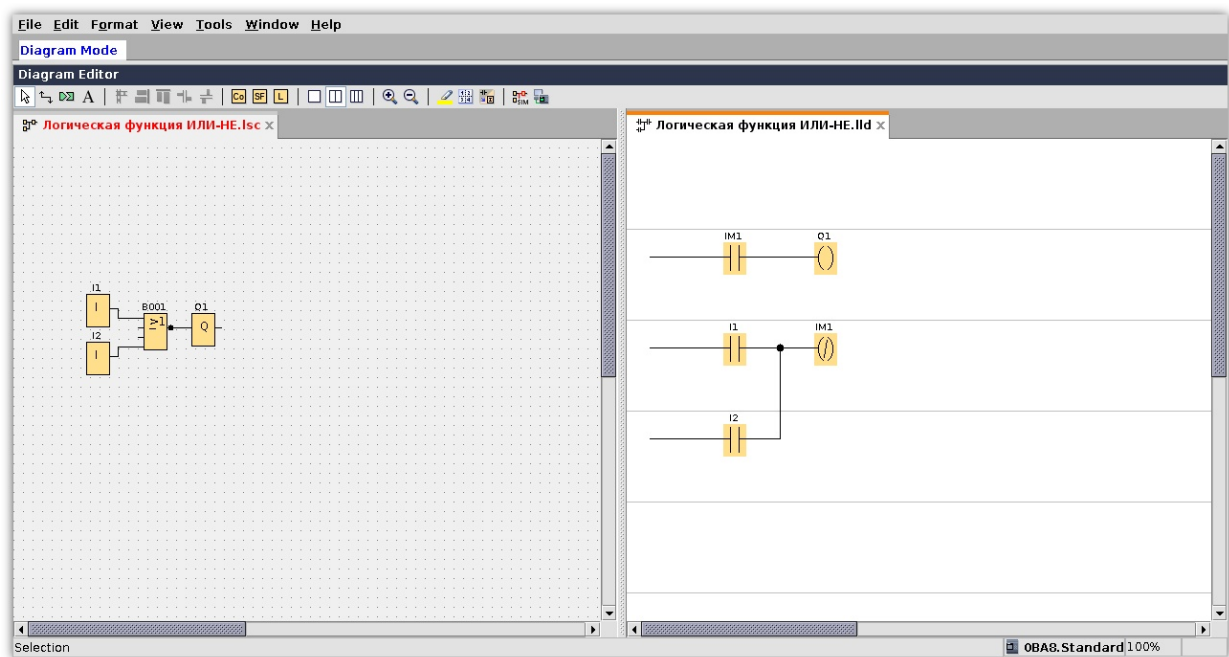 File Edit Format View Tools Window Help
Diagram Mode
Diagram Editor
A Co SF L SIM
Логическая функция ИЛИ-НЕ.lsc x
Логическая функция ИЛИ-НЕ.lld x
IM1 Q1
I1
I
B001
≥1
Q1
Q
I2
I
I1 IM1
I2
Selection
0BA8.Standard 100%